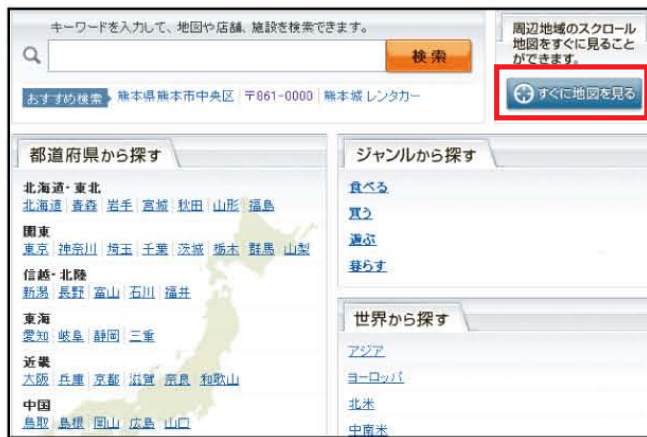 キーワードを入力して、地図や店舗、施設を検索できます。
検索
おすすめ検索 熊本県熊本市中央区 〒861-0000 熊本城 レンタカー
周辺地域のスクロール
地図をすぐに見ること
ができます。
すぐに地図を見る
都道府県から探す
北海道・東北
北海道 青森 岩手 宮城 秋田 山形 福島
関東
東京 神奈川 埼玉 千葉 茨城 栃木 群馬 山梨
信越・北陸
新潟 長野 富山 石川 福井
東海
愛知 岐阜 静岡 三重
近畿
大阪 兵庫 京都 滋賀 奈良 和歌山
中国
鳥取 島根 岡山 広島 山口
ジャンルから探す
食べる
買う
遊ぶ
暮らす
世界から探す
アジア
ヨーロッパ
北米
中南米